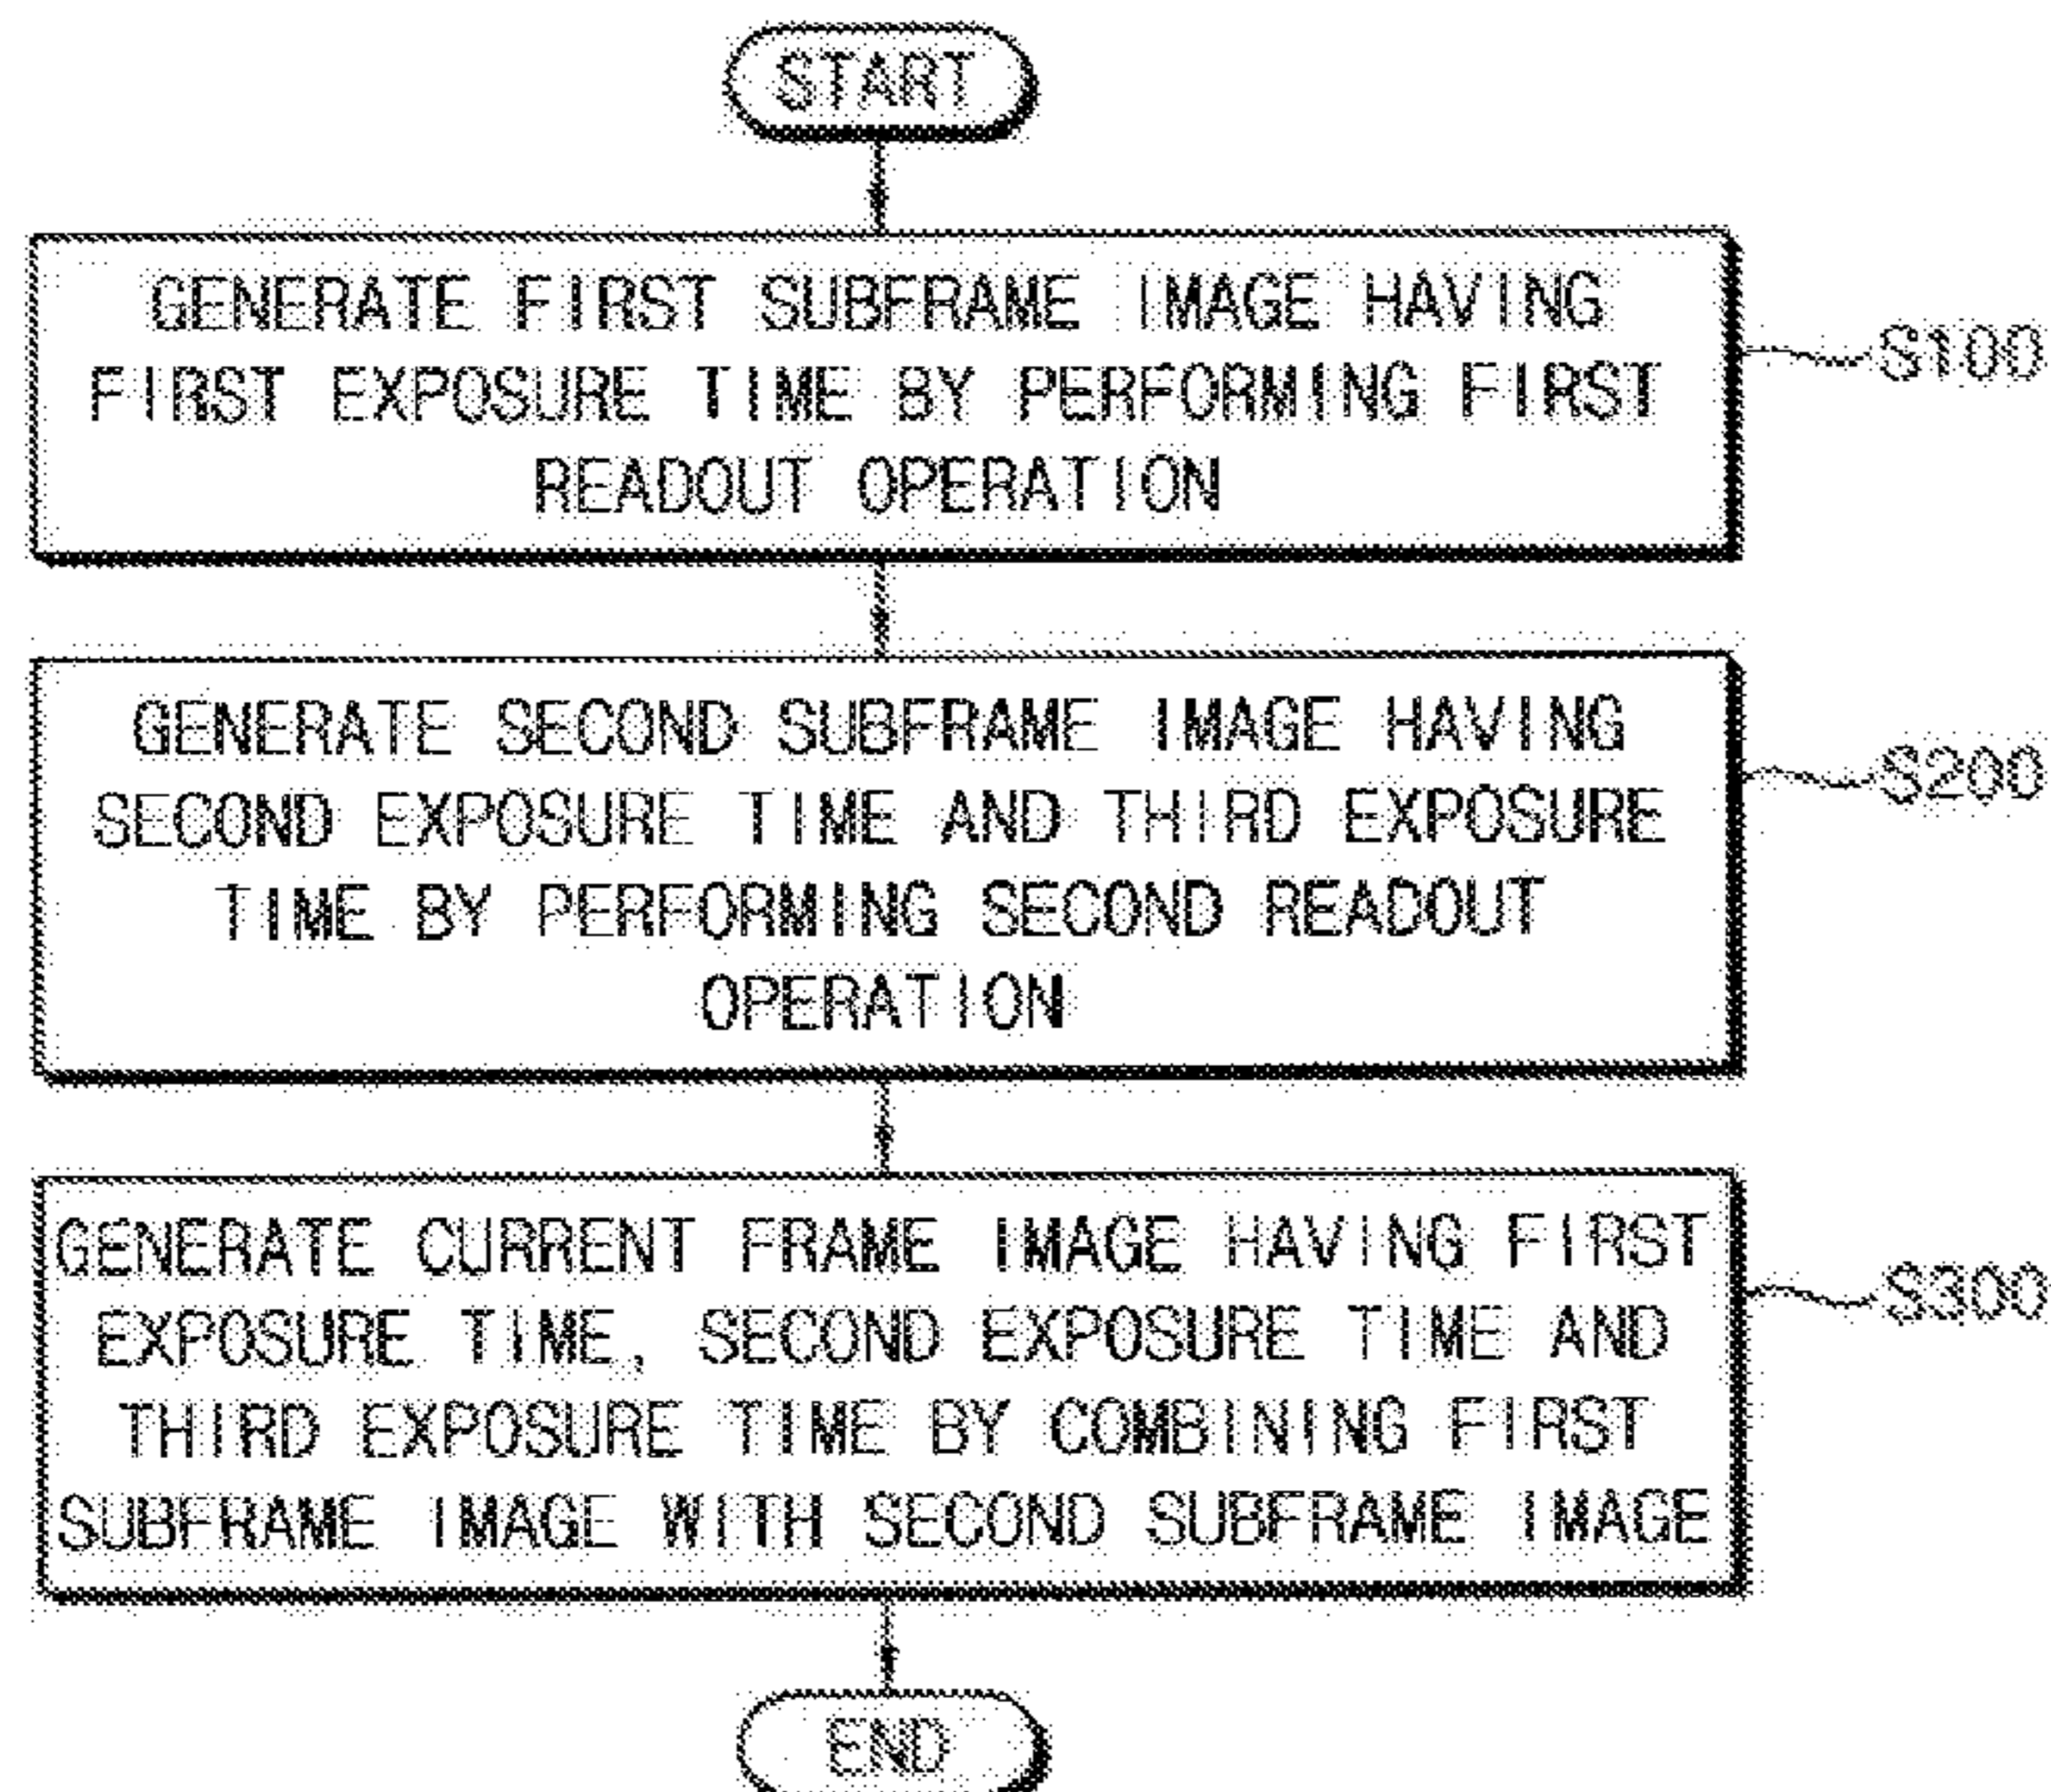 START
GENERATE FIRST SUBFRAME IMAGE HAVING
FIRST EXPOSURE TIME BY PERFORMING FIRST
READOUT OPERATION
S100
GENERATE SECOND SUBFRAME IMAGE HAVING
SECOND EXPOSURE TIME AND THIRD EXPOSURE
TIME BY PERFORMING SECOND READOUT
OPERATION
S200
GENERATE CURRENT FRAME IMAGE HAVING FIRST
EXPOSURE TIME, SECOND EXPOSURE TIME AND
THIRD EXPOSURE TIME BY COMBINING FIRST
SUBFRAME IMAGE WITH SECOND SUBFRAME IMAGE
S300
END